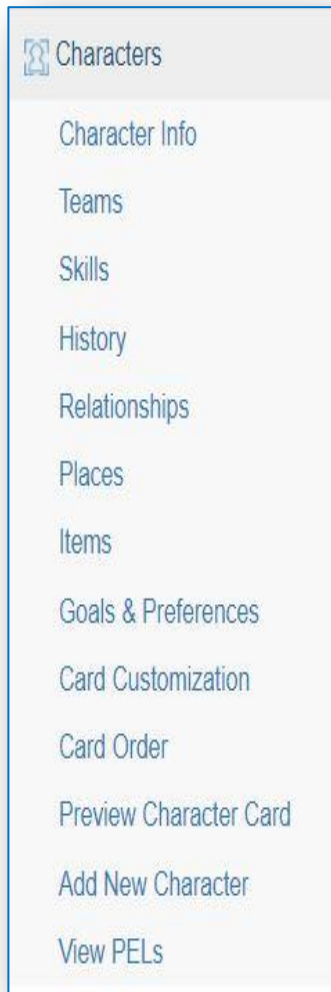 Characters
Character Info
Teams
Skills
History
Relationships
Places
Items
Goals & Preferences
Card Customization
Card Order
Preview Character Card
Add New Character
View PELs